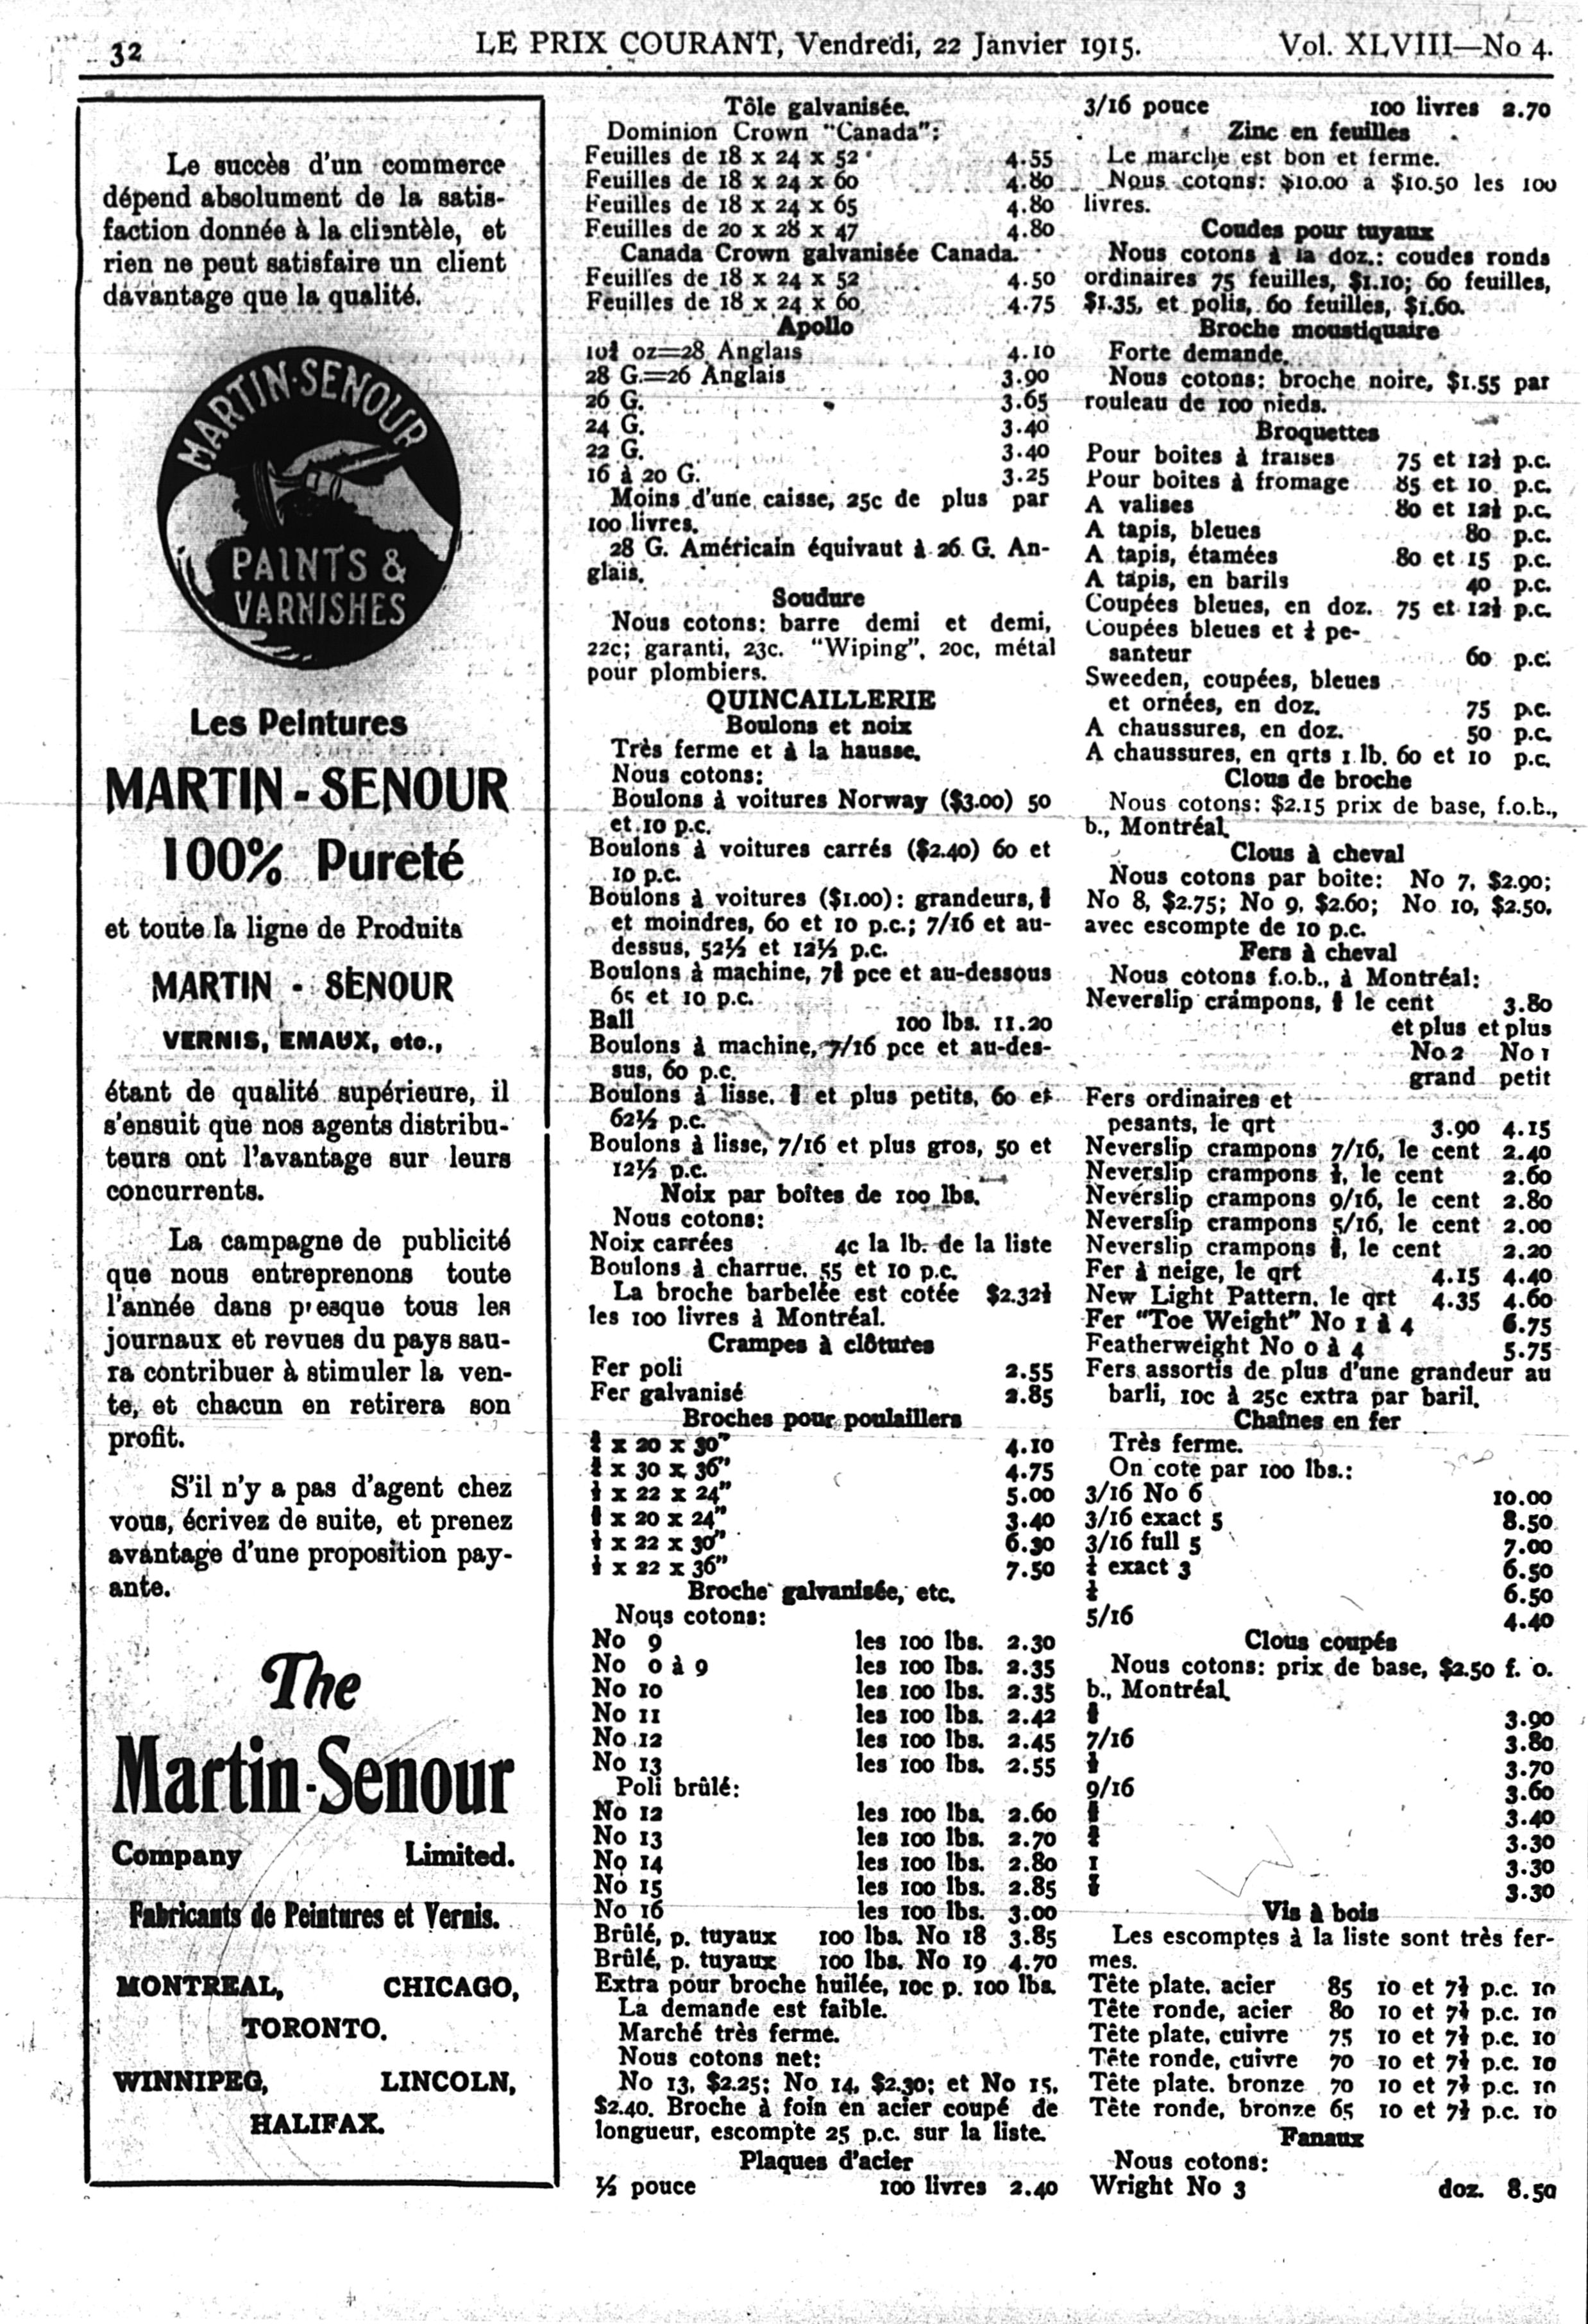 32
LE PRIX COURANT, Vendredi, 22 Janvier 1915.
Vol. XLVIII—No 4.
Le succès d'un commerce
dépend absolument de la satis-
faction donnée à la clientèle, et
rien ne peut satisfaire un client
davantage que la qualité.
MARTIN-SENOUR
PAINTS &
VARNISHES
Les Peintures
MARTIN-SENOUR
100% Pureté
et toute la ligne de Produits
MARTIN - SENOUR
VERNIS, EMAUX, etc.,
étant de qualité supérieure, il
s'ensuit que nos agents distribu-
teurs ont l'avantage sur leurs
concurrents.
La campagne de publicité
que nous entreprenons toute
l'année dans presque tous les
journaux et revues du pays sau-
ra contribuer à stimuler la ven-
te, et chacun en retirera son
profit.
S'il n'y a pas d'agent chez
vous, écrivez de suite, et prenez
avantage d'une proposition pay-
ante.
The
Martin-Senour
Company Limited.
Fabricants de Peintures et Vernis.
MONTREAL, CHICAGO,
TORONTO.
WINNIPEG, LINCOLN,
HALIFAX.
Tôle galvanisée.
Dominion Crown "Canada":
Feuilles de 18 x 24 x 52 4.55
Feuilles de 18 x 24 x 60 4.80
Feuilles de 18 x 24 x 65 4.80
Feuilles de 20 x 28 x 47 4.80
Canada Crown galvanisée Canada.
Feuilles de 18 x 24 x 52 4.50
Feuilles de 18 x 24 x 60 4.75
Apollo
oz=28 Anglais 4.10
28 G.=26 Anglais 3.90
26 G. 3.65
24 G. 3.40
22 G. 3.40
16 à 20 G. 3.25
Moins d'une caisse, 25c de plus par
100 livres.
28 G. Américain équivaut à 26 G. An-
glais.
Soudure
Nous cotons: barre demi et demi,
22c; garanti, 23c. "Wiping", 20c, métal
pour plombiers.
QUINCAILLERIE
Boulons et noix
Très ferme et à la hausse.
Nous cotons:
Boulons à voitures Norway ($3.00) 50
et 10 p.c.
Boulons à voitures carrés ($2.40) 60 et
10 p.c.
Boulons à voitures ($1.00): grandeurs,
et moindres, 60 et 10 p.c.; 7/16 et au-
dessus, 52½ et 12½ p.c.
Boulons à machine, pce et au-dessous
65 et 10 p.c.
Ball 100 lbs. 11.20
Boulons à machine, 7/16 pce et au-des-
sus, 60 p.c.
Boulons à lisse, et plus petits, 60 et
62½ p.c.
Boulons à lisse, 7/16 et plus gros, 50 et
12½ p.c.
Noix par boîtes de 100 lbs.
Nous cotons:
Noix carrées 4c la lb. de la liste
Boulons à charrue, 55 et 10 p.c.
La broche barbelée est cotée $2.32½
les 100 livres à Montréal.
Crampes à clôtures
Fer poli 2.55
Fer galvanisé 2.85
Broches pour poulaillers
x 20 x 30" 4.10
x 30 x 36" 4.75
x 22 x 24" 5.00
x 20 x 24" 3.40
x 22 x 30" 6.30
x 22 x 36" 7.50
Broche galvanisée, etc.
Nous cotons:
No 9 les 100 lbs. 2.30
No 0 à 9 les 100 lbs. 2.35
No 10 les 100 lbs. 2.35
No 11 les 100 lbs. 2.42
No 12 les 100 lbs. 2.45
No 13 les 100 lbs. 2.55
Poli brûlé:
No 12 les 100 lbs. 2.60
No 13 les 100 lbs. 2.70
No 14 les 100 lbs. 2.80
No 15 les 100 lbs. 2.85
No 16 les 100 lbs. 3.00
Brûlé, p. tuyaux 100 lbs. No 18 3.85
Brûlé, p. tuyaux 100 lbs. No 19 4.70
Extra pour broche huilée, 10c p. 100 lbs.
La demande est faible.
Marché très ferme.
Nous cotons net:
No 13, $2.25; No 14, $2.30; et No 15,
$2.40. Broche à foin en acier coupé de
longueur, escompte 25 p.c. sur la liste.
Plaques d'acier
½ pouce 100 livres 2.40
3/16 pouce 100 livres 2.70
Zinc en feuilles
Le marche est bon et ferme.
Nous cotons: $10.00 a $10.50 les 100
livres.
Coudes pour tuyaux
Nous cotons à la doz.: coudes ronds
ordinaires 75 feuilles, $1.10; 60 feuilles,
$1.35, et polis, 60 feuilles, $1.60.
Broche moustiquaire
Forte demande.
Nous cotons: broche noire, $1.55 par
rouleau de 100 pieds.
Broquettes
Pour boites à fraises 75 et 12½ p.c.
Pour boites à fromage 85 et 10 p.c.
A valises 80 et 12½ p.c.
A tapis, bleues 80 p.c.
A tapis, étamées 80 et 15 p.c.
A tapis, en barils 40 p.c.
Coupées bleues, en doz. 75 et 12½ p.c.
Coupées bleues et ½ pe-
santeur 60 p.c.
Sweeden, coupées, bleues
et ornées, en doz. 75 p.c.
A chaussures, en doz. 50 p.c.
A chaussures, en qrts 1 lb. 60 et 10 p.c.
Clous de broche
Nous cotons: $2.15 prix de base, f.o.b.,
b., Montréal.
Clous à cheval
Nous cotons par boite: No 7, $2.90;
No 8, $2.75; No 9, $2.60; No 10, $2.50,
avec escompte de 10 p.c.
Fers à cheval
Nous cotons f.o.b., à Montréal:
Neverslip crampons, le cent 3.80
et plus et plus
No 2 No 1
grand petit
Fers ordinaires et
pesants, le qrt 3.90 4.15
Neverslip crampons 7/16, le cent 2.40
Neverslip crampons ½, le cent 2.60
Neverslip crampons 9/16, le cent 2.80
Neverslip crampons 5/16, le cent 2.00
Neverslip crampons, le cent 2.20
Fer à neige, le qrt 4.15 4.40
New Light Pattern, le qrt 4.35 4.60
Fer "Toe Weight" No 1 à 4 6.75
Featherweight No 0 à 4 5.75
Fers assortis de plus d'une grandeur au
barli, 10c à 25c extra par baril.
Chaînes en fer
Très ferme.
On cote par 100 lbs.:
3/16 No 6 10.00
3/16 exact 5 8.50
3/16 full 5 7.00
¼ exact 3 6.50
¼ 6.50
5/16 4.40
Clous coupés
Nous cotons: prix de base, $2.50 f. o.
b., Montréal.
3.90
7/16 3.80
3.70
9/16 3.60
3.40
3.30
1 3.30
3.30
Vis à bois
Les escomptes à la liste sont très fer-
mes.
Tête plate, acier 85 10 et 7½ p.c. 10
Tête ronde, acier 80 10 et 7½ p.c. 10
Tête plate, cuivre 75 10 et 7½ p.c. 10
Tête ronde, cuivre 70 10 et 7½ p.c. 10
Tête plate, bronze 70 10 et 7½ p.c. 10
Tête ronde, bronze 65 10 et 7½ p.c. 10
Fanaux
Nous cotons:
Wright No 3 doz. 8.50